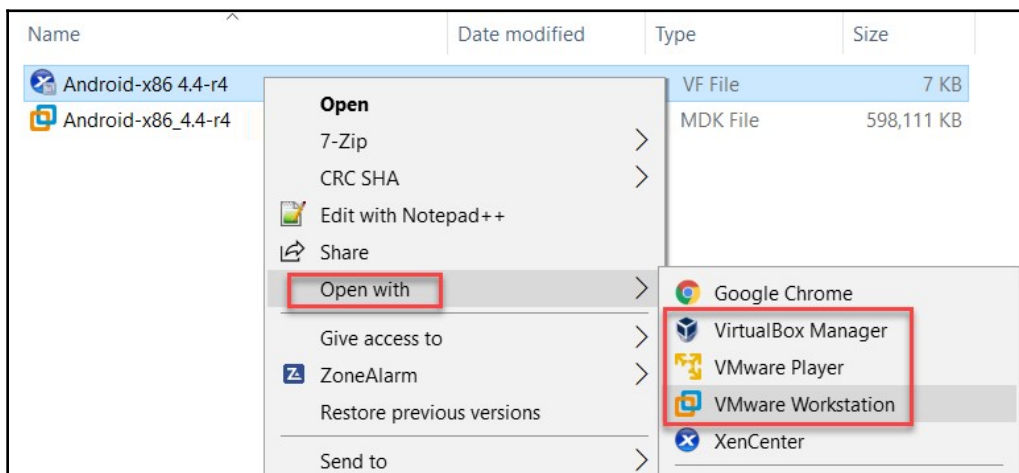 Name Date modified Type Size
Android-x86 4.4-r4 VF File 7 KB
Android-x86_4.4-r4 MDK File 598,111 KB
Open
7-Zip
CRC SHA
Edit with Notepad++
Share
Open with
Give access to
ZoneAlarm
Restore previous versions
Send to
Google Chrome
VirtualBox Manager
VMware Player
VMware Workstation
XenCenter